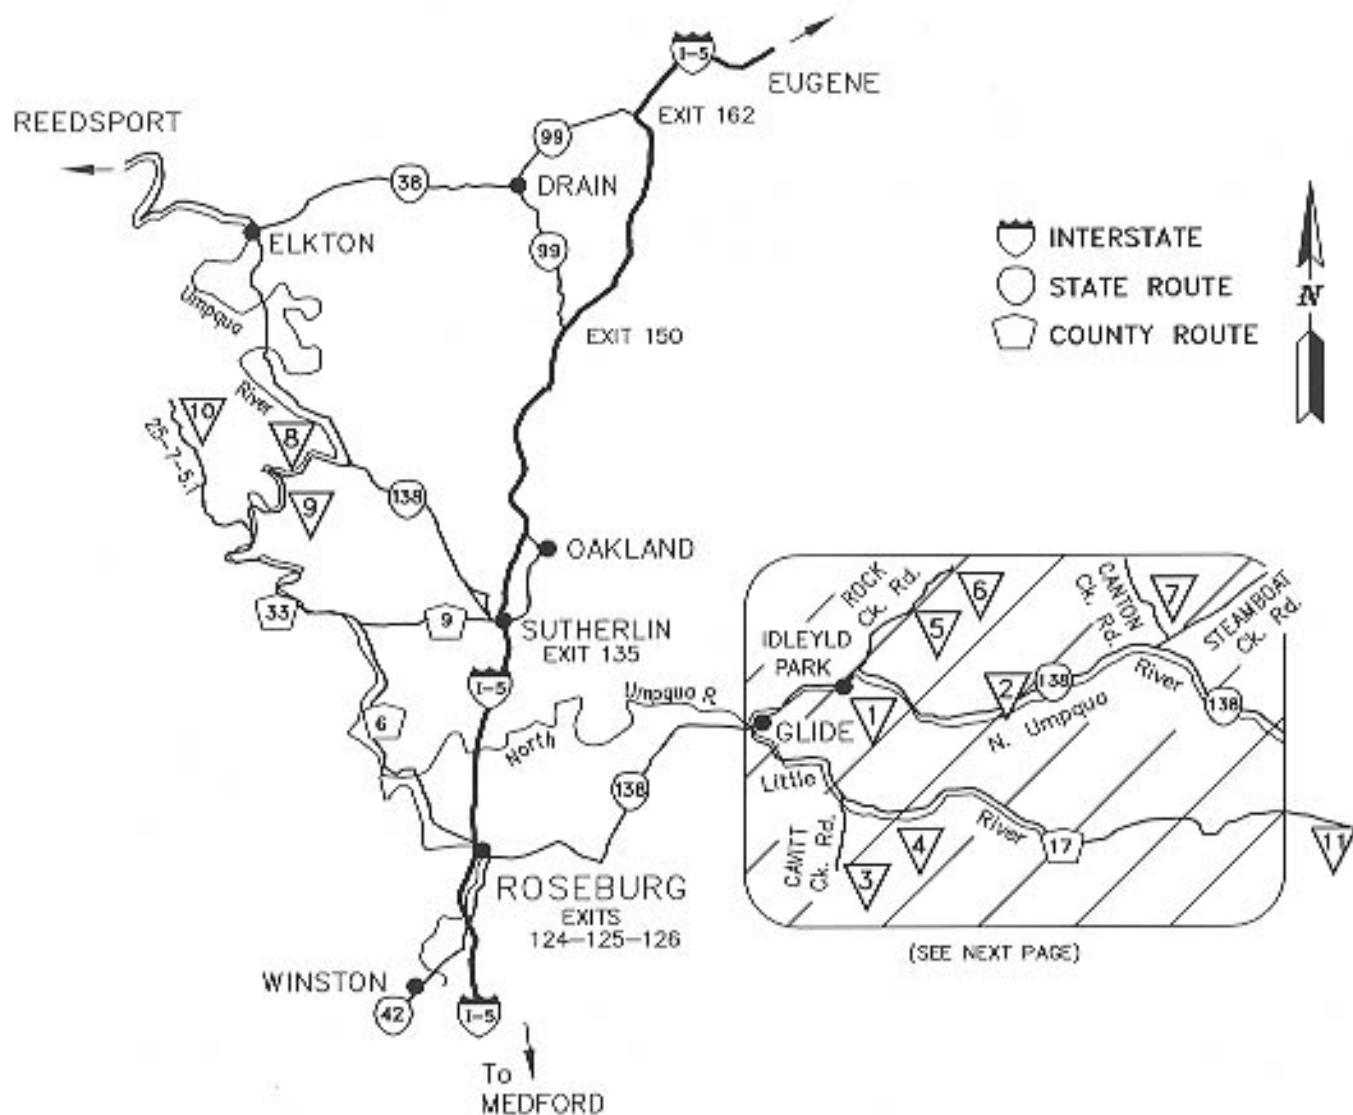 I-5
EUGENE
EXIT 162
REEDSPORT
99
38
DRAIN
ELKTON
99
Umpqua
River
EXIT 150
INTERSTATE
STATE ROUTE
COUNTY ROUTE
N
10
25-7-5.1
8
9
138
OAKLAND
33
9
SUTHERLIN
EXIT 135
I-5
6
North
Umpqua R.
138
ROCK
Ck. Rd.
6
5
IDLEYLD
PARK
CANTON
Ck. Rd.
7
STEAMBOAT
Ck. Rd.
GLIDE
1
2
138
River
N. Umpqua
138
Little
River
CAVITT
Ck. Rd.
3
4
17
11
(SEE NEXT PAGE)
ROSEBURG
EXITS
124-125-126
WINSTON
42
I-5
To
MEDFORD